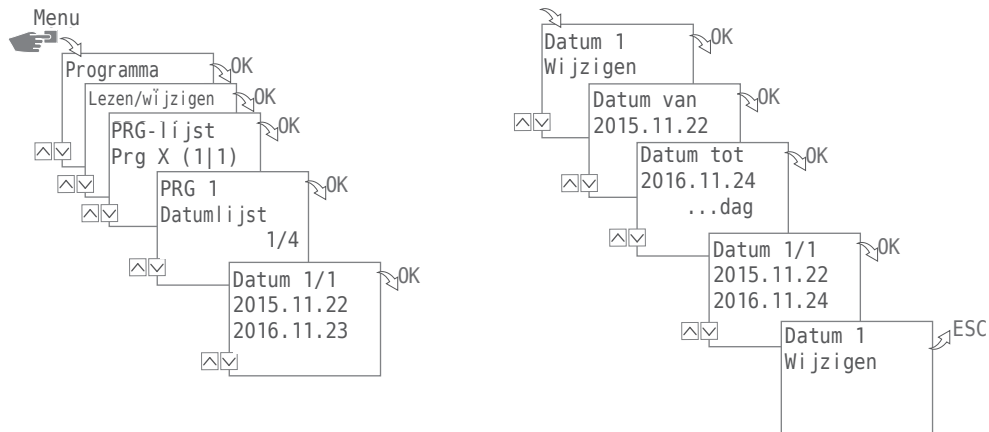 Menu
Programma
OK
Lezen/wijzigen
OK
PRG-lijst
Prg X (1|1)
OK
PRG 1
Datumlijst
1/4
OK
Datum 1/1
2015.11.22
2016.11.23
OK
Datum 1
Wijzigen
OK
Datum van
2015.11.22
OK
Datum tot
2016.11.24
...dag
OK
Datum 1/1
2015.11.22
2016.11.24
OK
Datum 1
Wijzigen
ESC